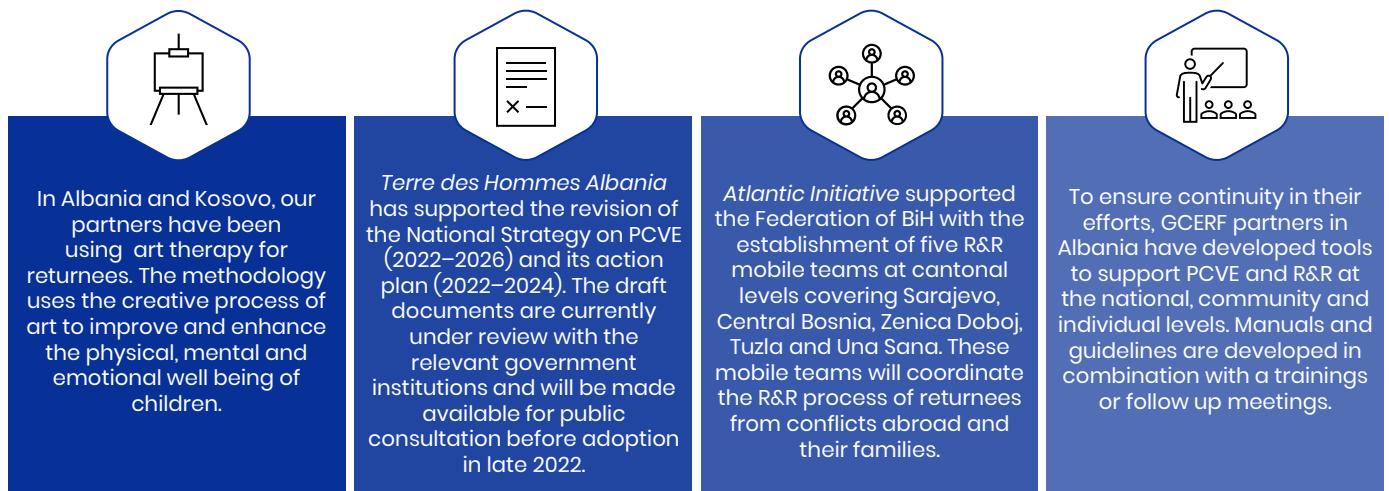 In Albania and Kosovo, our
partners have been
using  art therapy for
returnees. The methodology
uses the creative process of
art to improve and enhance
the physical, mental and
emotional well being of
children.
Terre des Hommes Albania
has supported the revision of
the National Strategy on PCVE
(2022–2026) and its action
plan (2022–2024). The draft
documents are currently
under review with the
relevant government
institutions and will be made
available for public
consultation before adoption
in late 2022.
Atlantic Initiative supported
the Federation of BiH with the
establishment of five R&R
mobile teams at cantonal
levels covering Sarajevo,
Central Bosnia, Zenica Doboj,
Tuzla and Una Sana. These
mobile teams will coordinate
the R&R process of returnees
from conflicts abroad and
their families.
To ensure continuity in their
efforts, GCERF partners in
Albania have developed tools
to support PCVE and R&R at
the national, community and
individual levels. Manuals and
guidelines are developed in
combination with a trainings
or follow up meetings.